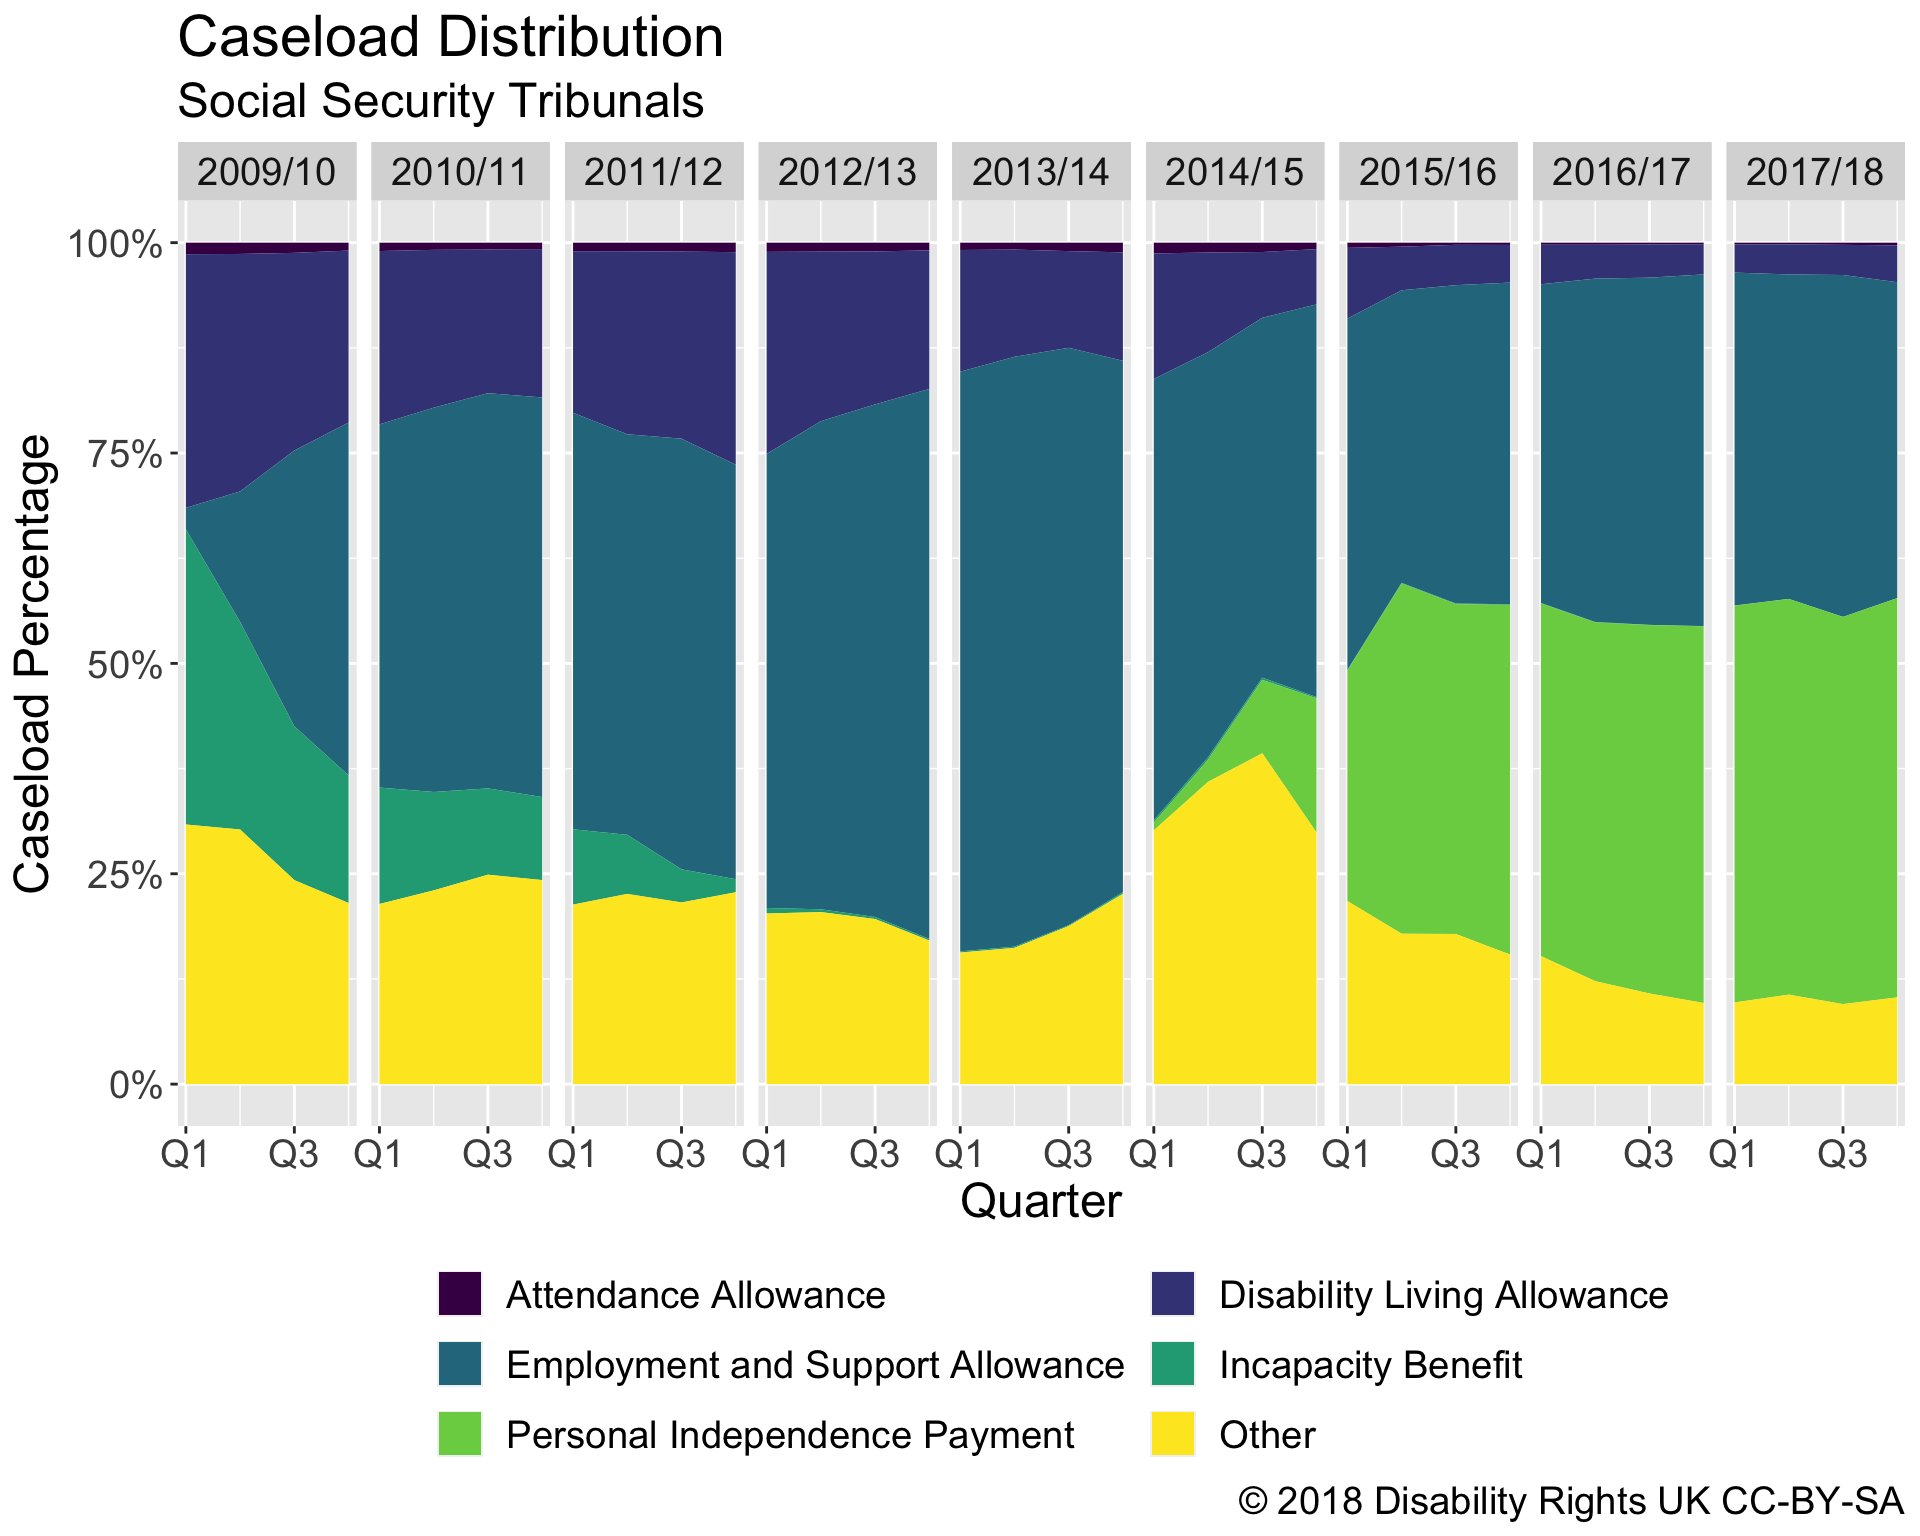 Caseload Distribution
Social Security Tribunals
2009/10 2010/11 2011/12 2012/13 2013/14 2014/15 2015/16 2016/17 2017/18
100%
75%
50%
25%
0%
Caseload Percentage
Q1 Q3 Q1 Q3 Q1 Q3 Q1 Q3 Q1 Q3 Q1 Q3 Q1 Q3 Q1 Q3 Q1 Q3
Quarter
Attendance Allowance Disability Living Allowance
Employment and Support Allowance Incapacity Benefit
Personal Independence Payment Other
© 2018 Disability Rights UK CC-BY-SA